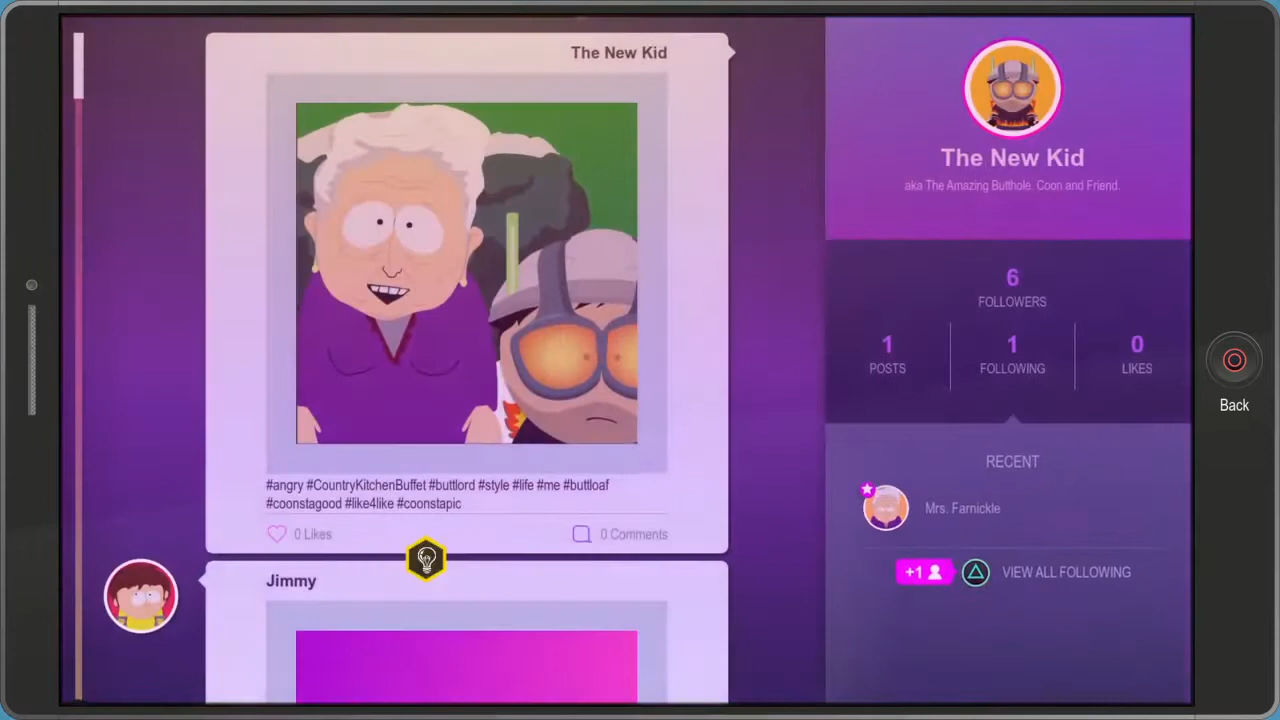 The New Kid
#angry #CountryKitchenBuffet #buttlord #style #life #me #buttloaf
#coonstagood #like4like #coonstapic
0 Likes
0 Comments
Jimmy
The New Kid
aka The Amazing Butthole. Coon and Friend.
6
FOLLOWERS
1
POSTS
1
FOLLOWING
0
LIKES
RECENT
Mrs. Farnickle
+1
VIEW ALL FOLLOWING
Back